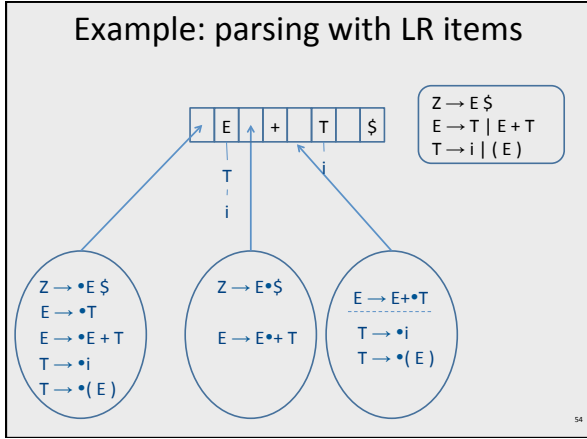 Example: parsing with LR items
Z → E $
E → T | E + T
T → i | ( E )
E + T $
T i
i
Z → •E $
E → •T
E → •E + T
T → •i
T → •( E )
Z → E•$
E → E•+ T
E → E+•T
T → •i
T → •( E )
54